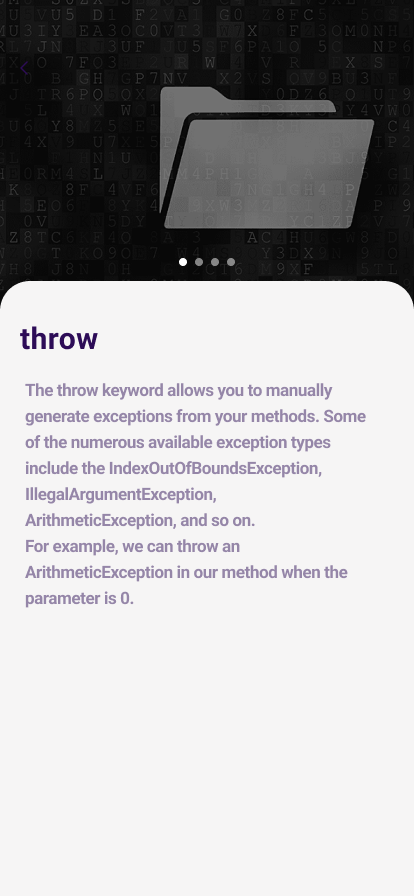 throw
The throw keyword allows you to manually
generate exceptions from your methods. Some
of the numerous available exception types
include the IndexOutOfBoundsException,
IllegalArgumentException,
ArithmeticException, and so on.
For example, we can throw an
ArithmeticException in our method when the
parameter is 0.